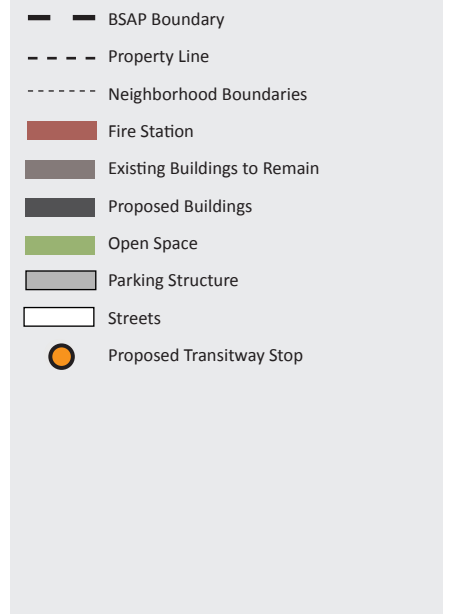 BSAP Boundary
Property Line
Neighborhood Boundaries
Fire Station
Existing Buildings to Remain
Proposed Buildings
Open Space
Parking Structure
Streets
Proposed Transitway Stop